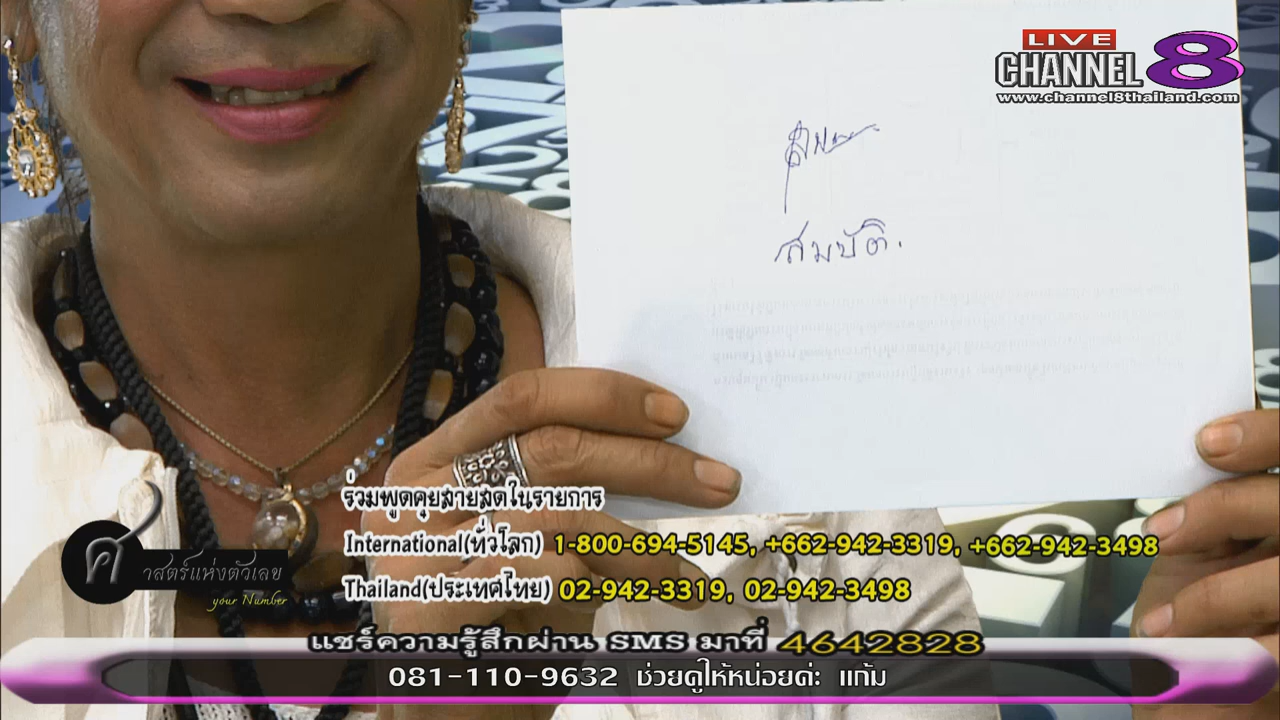 LIVE
CHANNEL 8
www.channel8thailand.com
สมบัติ.
ร่วมพูดคุยสายสดในรายการ
International(ทั่วโลก) 1-800-694-5145, +662-942-3319, +662-942-3498
Thailand(ประเทศไทย) 02-942-3319, 02-942-3498
ศาสตร์แห่งตัวเลข
your Number
แชร์ความรู้สึกผ่าน SMS มาที่ 4642828
081-110-9632 ช่วยดูให้หน่อยค่ะ แก้ม